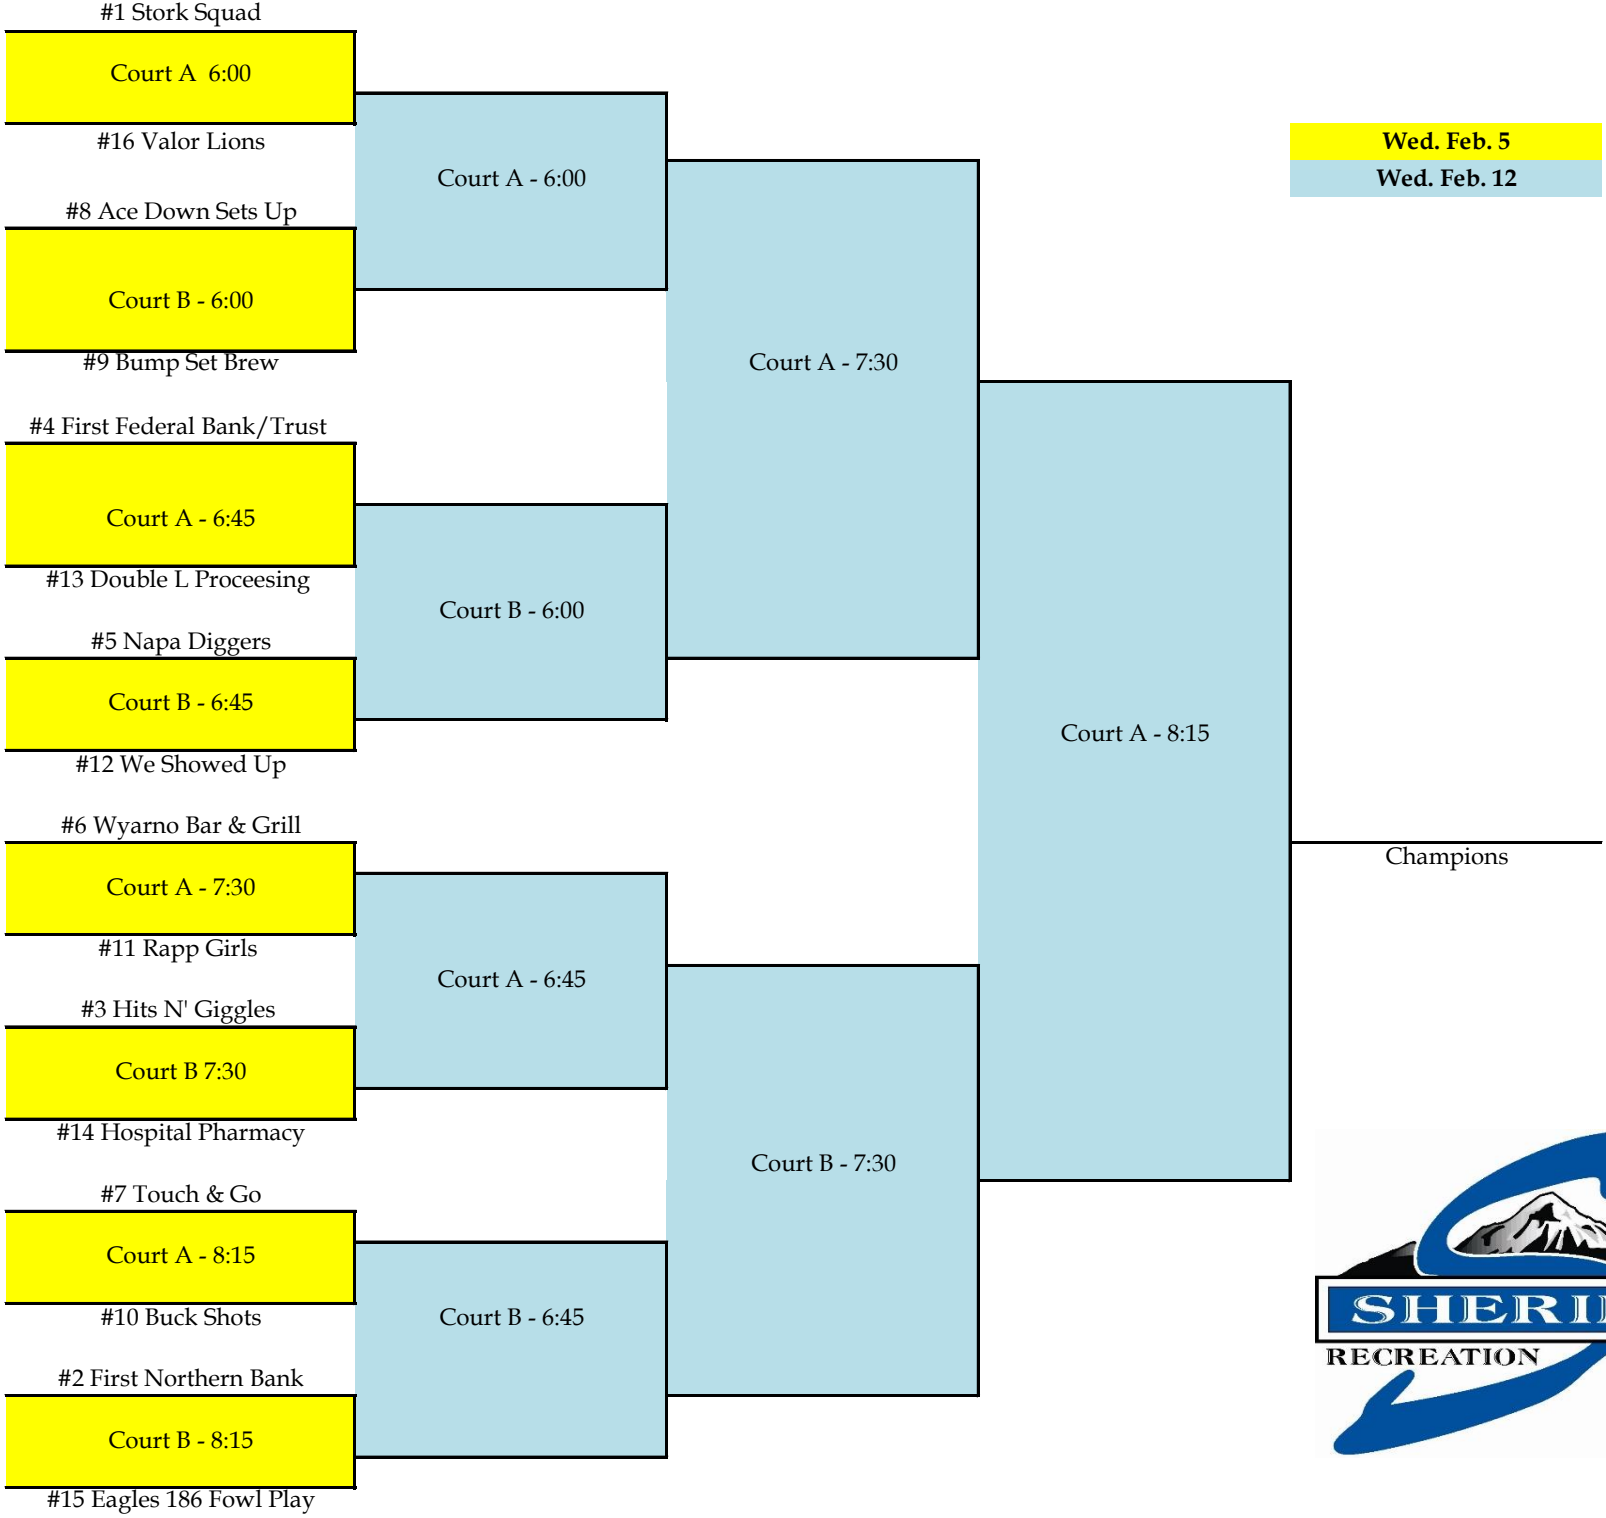 #1 Stork Squad
Court A  6:00
#16 Valor Lions
#8 Ace Down Sets Up
Court B - 6:00
#9 Bump Set Brew
#4 First Federal Bank/Trust
Court A - 6:45
#13 Double L Proceesing
#5 Napa Diggers
Court B - 6:45
#12 We Showed Up
#6 Wyarno Bar & Grill
Court A - 7:30
#11 Rapp Girls
#3 Hits N' Giggles
Court B 7:30
#14 Hospital Pharmacy
#7 Touch & Go
Court A - 8:15
#10 Buck Shots
#2 First Northern Bank
Court B - 8:15
#15 Eagles 186 Fowl Play
Court A - 6:00
Court B - 6:00
Court A - 6:45
Court B - 6:45
Court A - 7:30
Court B - 7:30
Court A - 8:15
Champions
Wed. Feb. 5
Wed. Feb. 12
RECREATION